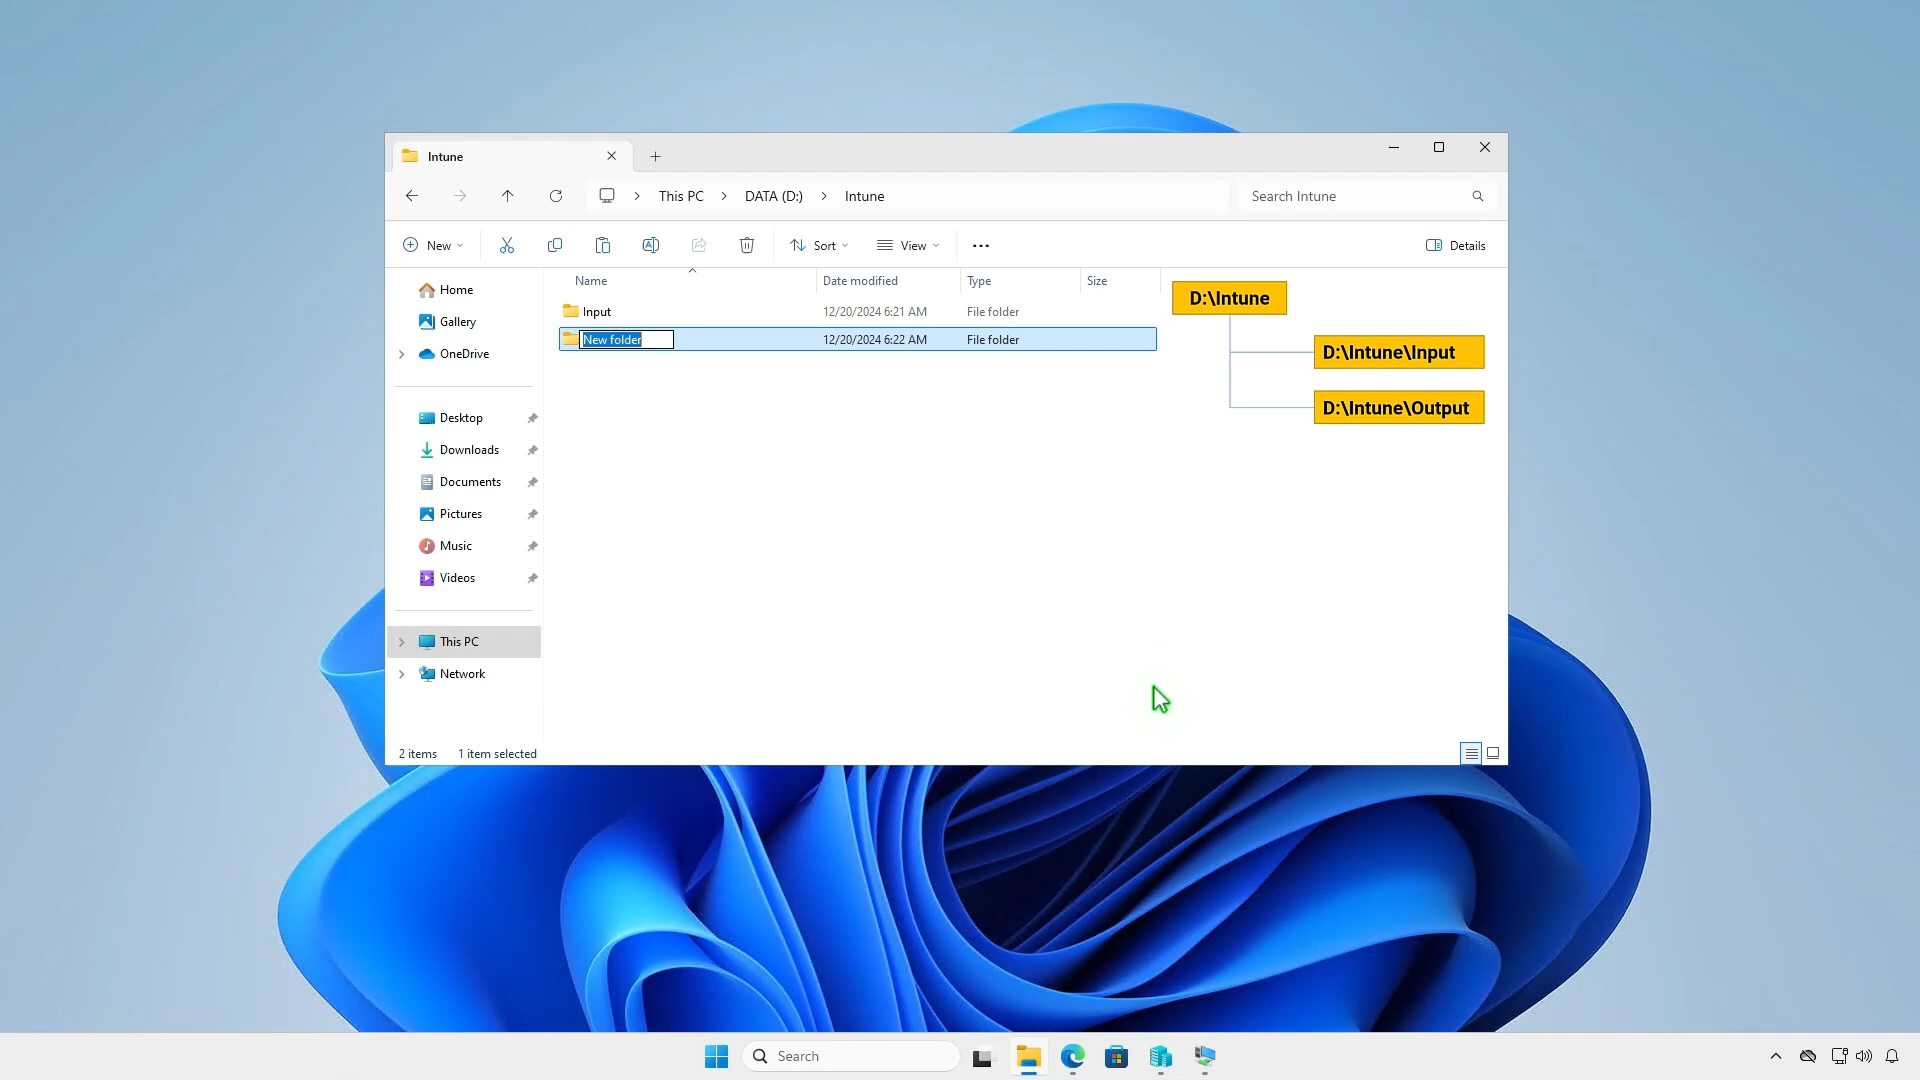 Intune
This PC
DATA (D:)
Intune
Search Intune
New
Sort
View
Details
Name
Date modified
Type
Size
Home
Gallery
OneDrive
Desktop
Downloads
Documents
Pictures
Music
Videos
This PC
Network
Input 12/20/2024 6:21 AM File folder
New folder 12/20/2024 6:22 AM File folder
D:\Intune
D:\Intune\Input
D:\Intune\Output
2 items 1 item selected
Search